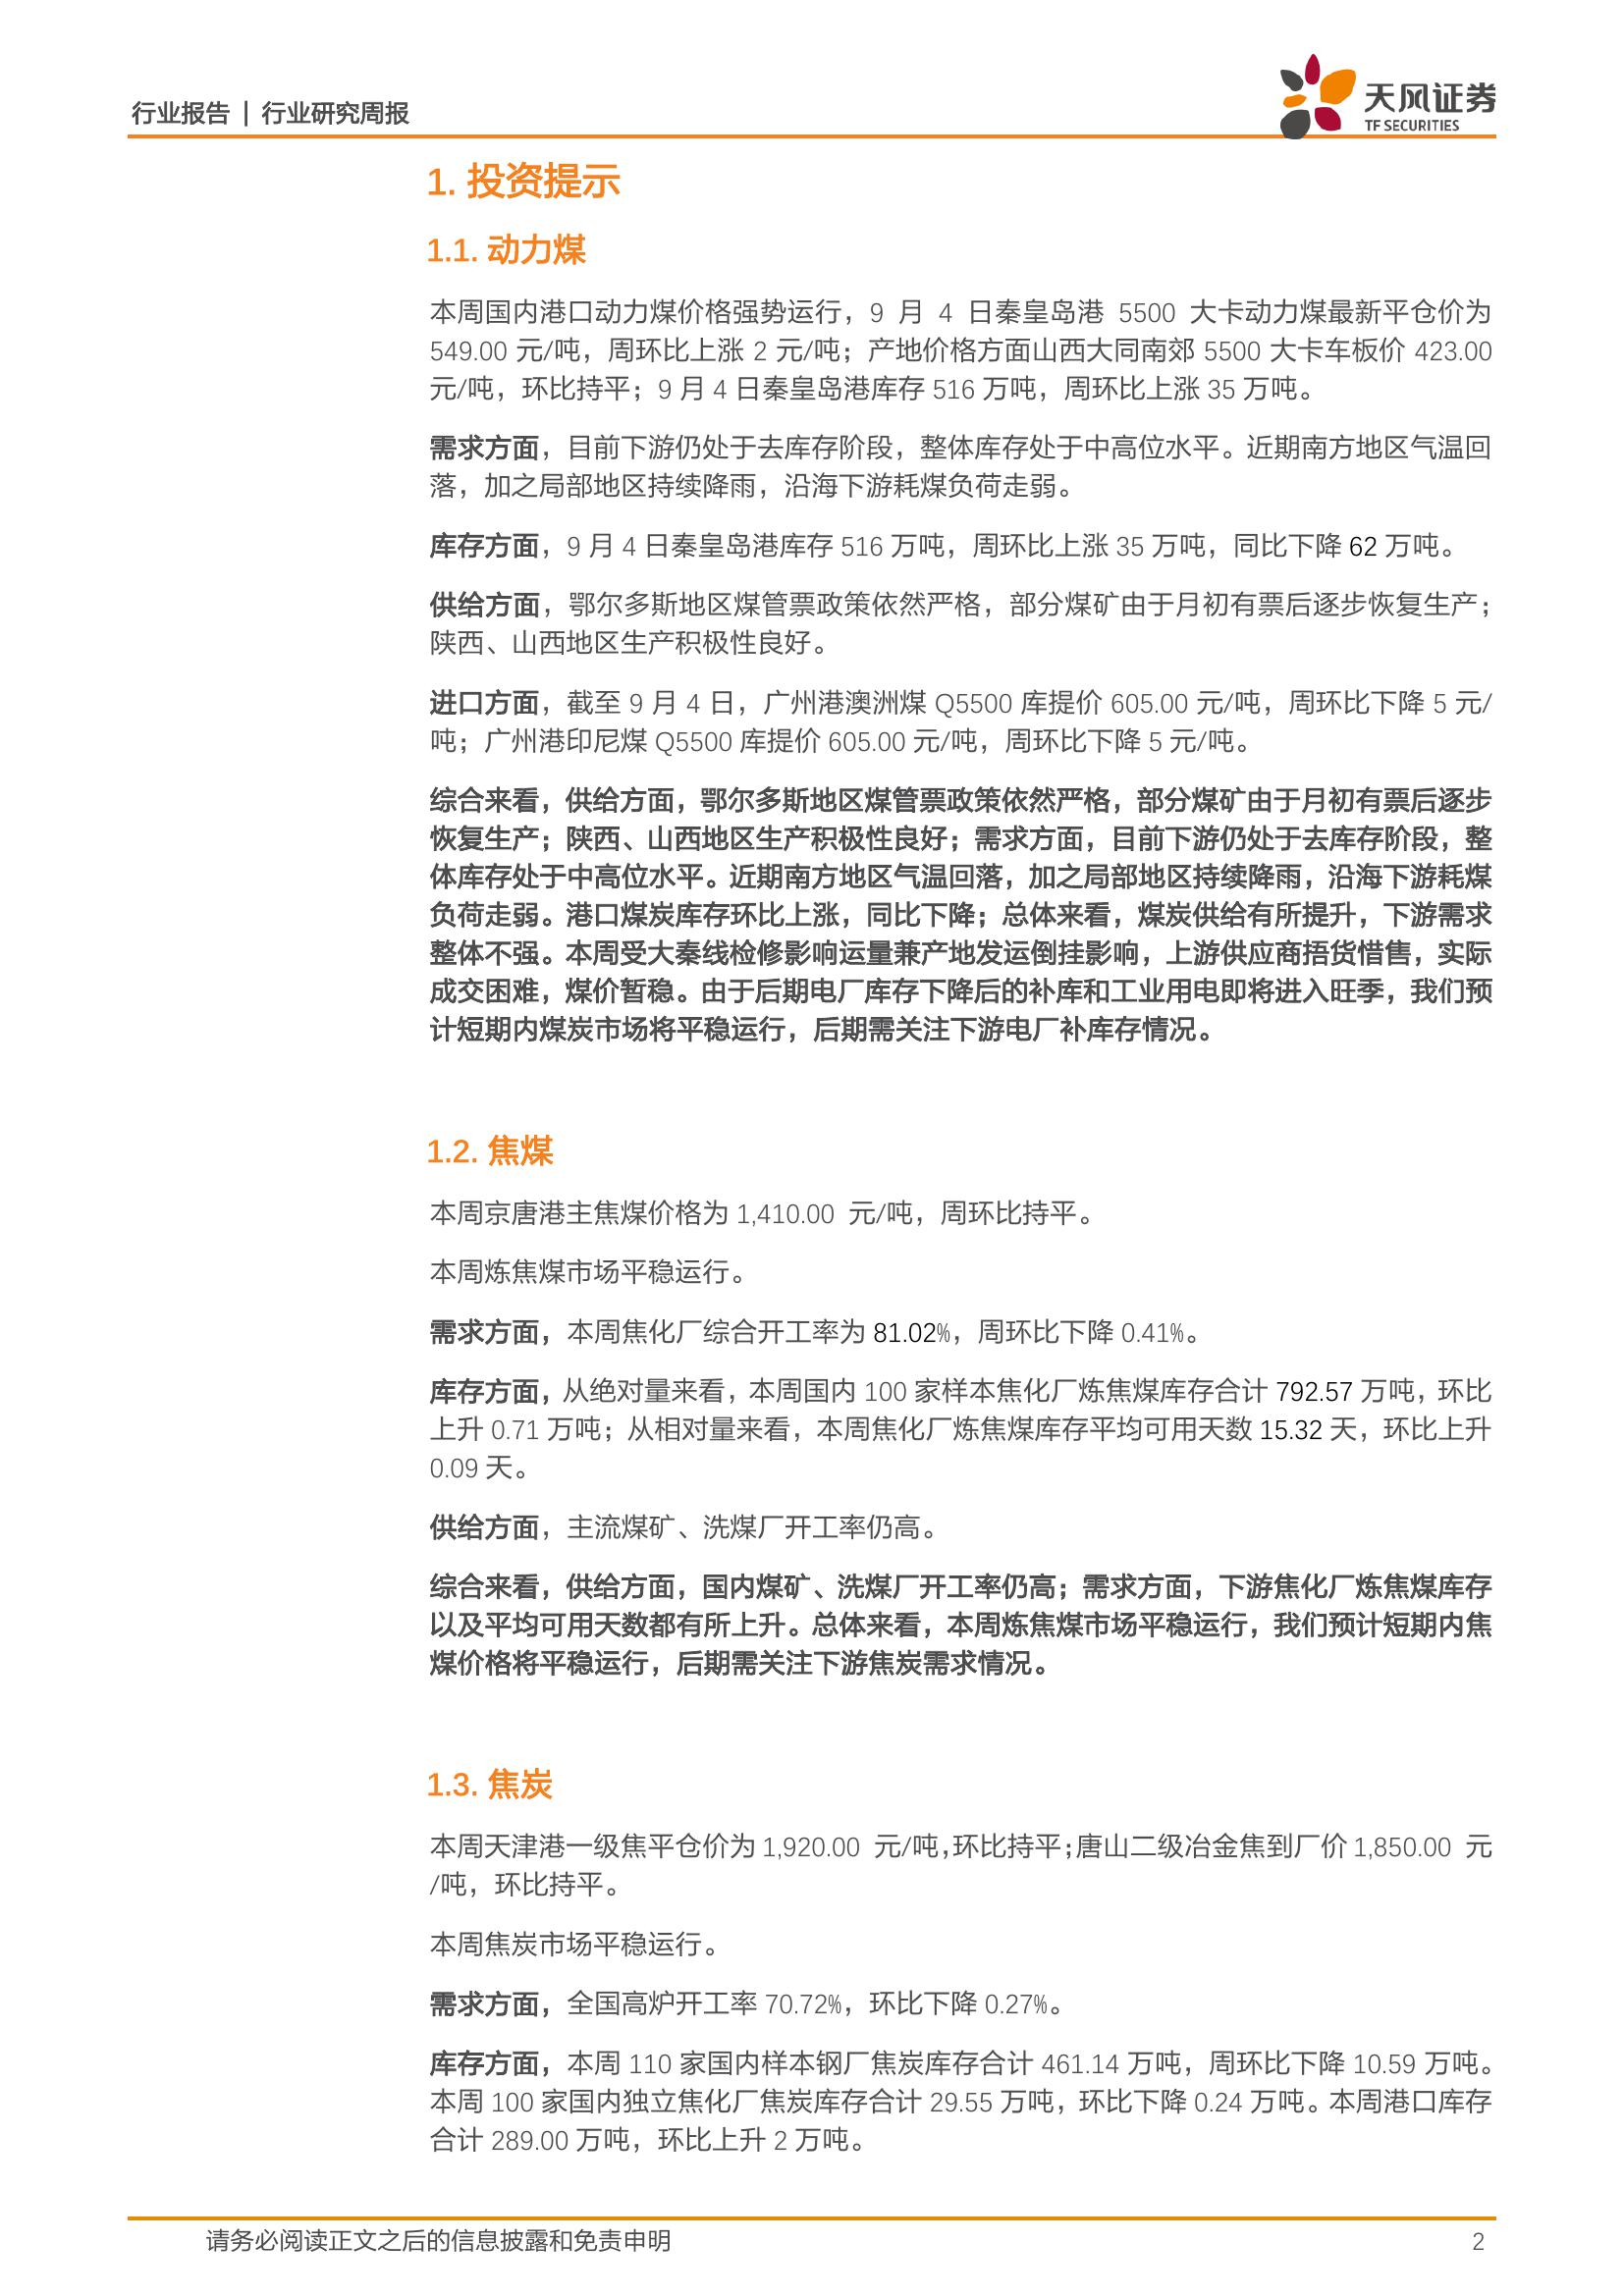 行业报告 | 行业研究周报
天风证券
TF SECURITIES
1. 投资提示
1.1. 动力煤
本周国内港口动力煤价格强势运行，9 月 4 日秦皇岛港 5500 大卡动力煤最新平仓价为
549.00 元/吨，周环比上涨 2 元/吨；产地价格方面山西大同南郊 5500 大卡车板价 423.00
元/吨，环比持平；9 月 4 日秦皇岛港库存 516 万吨，周环比上涨 35 万吨。
需求方面，目前下游仍处于去库存阶段，整体库存处于中高位水平。近期南方地区气温回
落，加之局部地区持续降雨，沿海下游耗煤负荷走弱。
库存方面，9 月 4 日秦皇岛港库存 516 万吨，周环比上涨 35 万吨，同比下降 62 万吨。
供给方面，鄂尔多斯地区煤管票政策依然严格，部分煤矿由于月初有票后逐步恢复生产；
陕西、山西地区生产积极性良好。
进口方面，截至 9 月 4 日，广州港澳洲煤 Q5500 库提价 605.00 元/吨，周环比下降 5 元/
吨；广州港印尼煤 Q5500 库提价 605.00 元/吨，周环比下降 5 元/吨。
综合来看，供给方面，鄂尔多斯地区煤管票政策依然严格，部分煤矿由于月初有票后逐步
恢复生产；陕西、山西地区生产积极性良好；需求方面，目前下游仍处于去库存阶段，整
体库存处于中高位水平。近期南方地区气温回落，加之局部地区持续降雨，沿海下游耗煤
负荷走弱。港口煤炭库存环比上涨，同比下降；总体来看，煤炭供给有所提升，下游需求
整体不强。本周受大秦线检修影响运量兼产地发运倒挂影响，上游供应商捂货惜售，实际
成交困难，煤价暂稳。由于后期电厂库存下降后的补库和工业用电即将进入旺季，我们预
计短期内煤炭市场将平稳运行，后期需关注下游电厂补库存情况。
1.2. 焦煤
本周京唐港主焦煤价格为 1,410.00 元/吨，周环比持平。
本周炼焦煤市场平稳运行。
需求方面，本周焦化厂综合开工率为 81.02%，周环比下降 0.41%。
库存方面，从绝对量来看，本周国内 100 家样本焦化厂炼焦煤库存合计 792.57 万吨，环比
上升 0.71 万吨；从相对量来看，本周焦化厂炼焦煤库存平均可用天数 15.32 天，环比上升
0.09 天。
供给方面，主流煤矿、洗煤厂开工率仍高。
综合来看，供给方面，国内煤矿、洗煤厂开工率仍高；需求方面，下游焦化厂炼焦煤库存
以及平均可用天数都有所上升。总体来看，本周炼焦煤市场平稳运行，我们预计短期内焦
煤价格将平稳运行，后期需关注下游焦炭需求情况。
1.3. 焦炭
本周天津港一级焦平仓价为 1,920.00 元/吨，环比持平；唐山二级冶金焦到厂价 1,850.00 元
/吨，环比持平。
本周焦炭市场平稳运行。
需求方面，全国高炉开工率 70.72%，环比下降 0.27%。
库存方面，本周 110 家国内样本钢厂焦炭库存合计 461.14 万吨，周环比下降 10.59 万吨。
本周 100 家国内独立焦化厂焦炭库存合计 29.55 万吨，环比下降 0.24 万吨。本周港口库存
合计 289.00 万吨，环比上升 2 万吨。
请务必阅读正文之后的信息披露和免责申明
2